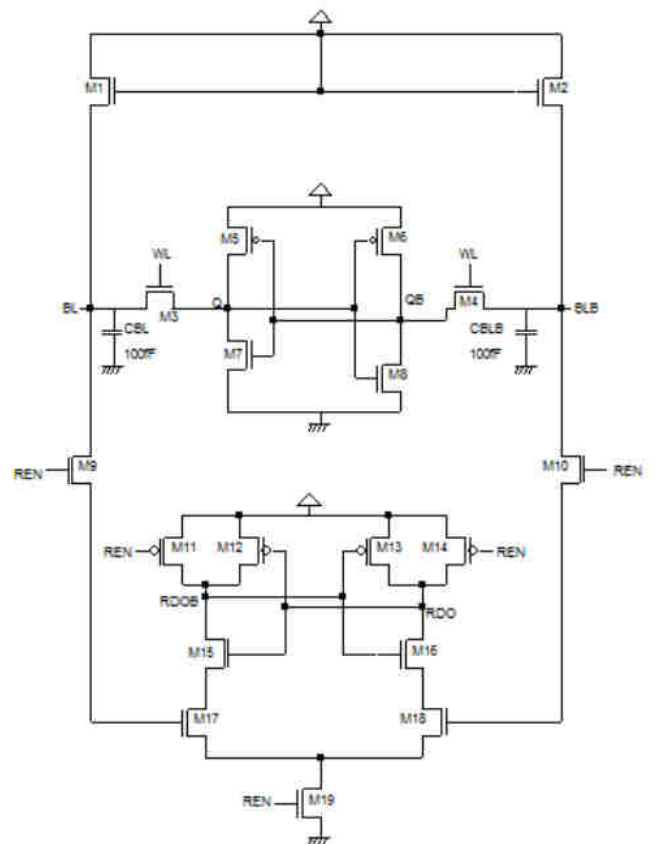 M1
M2
M5
M6
WL
WL
Q
QB
BL
M3
M4
BLB
CBL
CBLB
100fF
100fF
M7
M8
REN
M9
M10
REN
REN
M11
M12
M13
M14
REN
RDOB
RDO
M15
M16
M17
M18
REN
M19